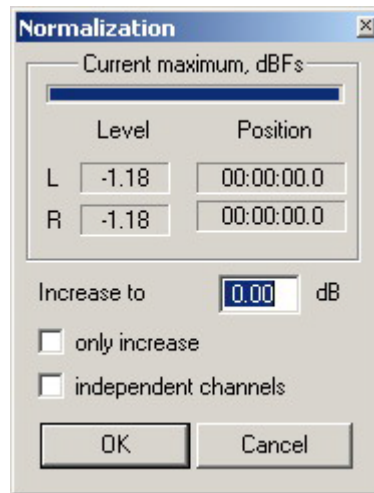 Normalization
Current maximum, dBFs
Level Position
L -1.18 00:00:00.0
R -1.18 00:00:00.0
Increase to 0.00 dB
only increase
independent channels
OK Cancel